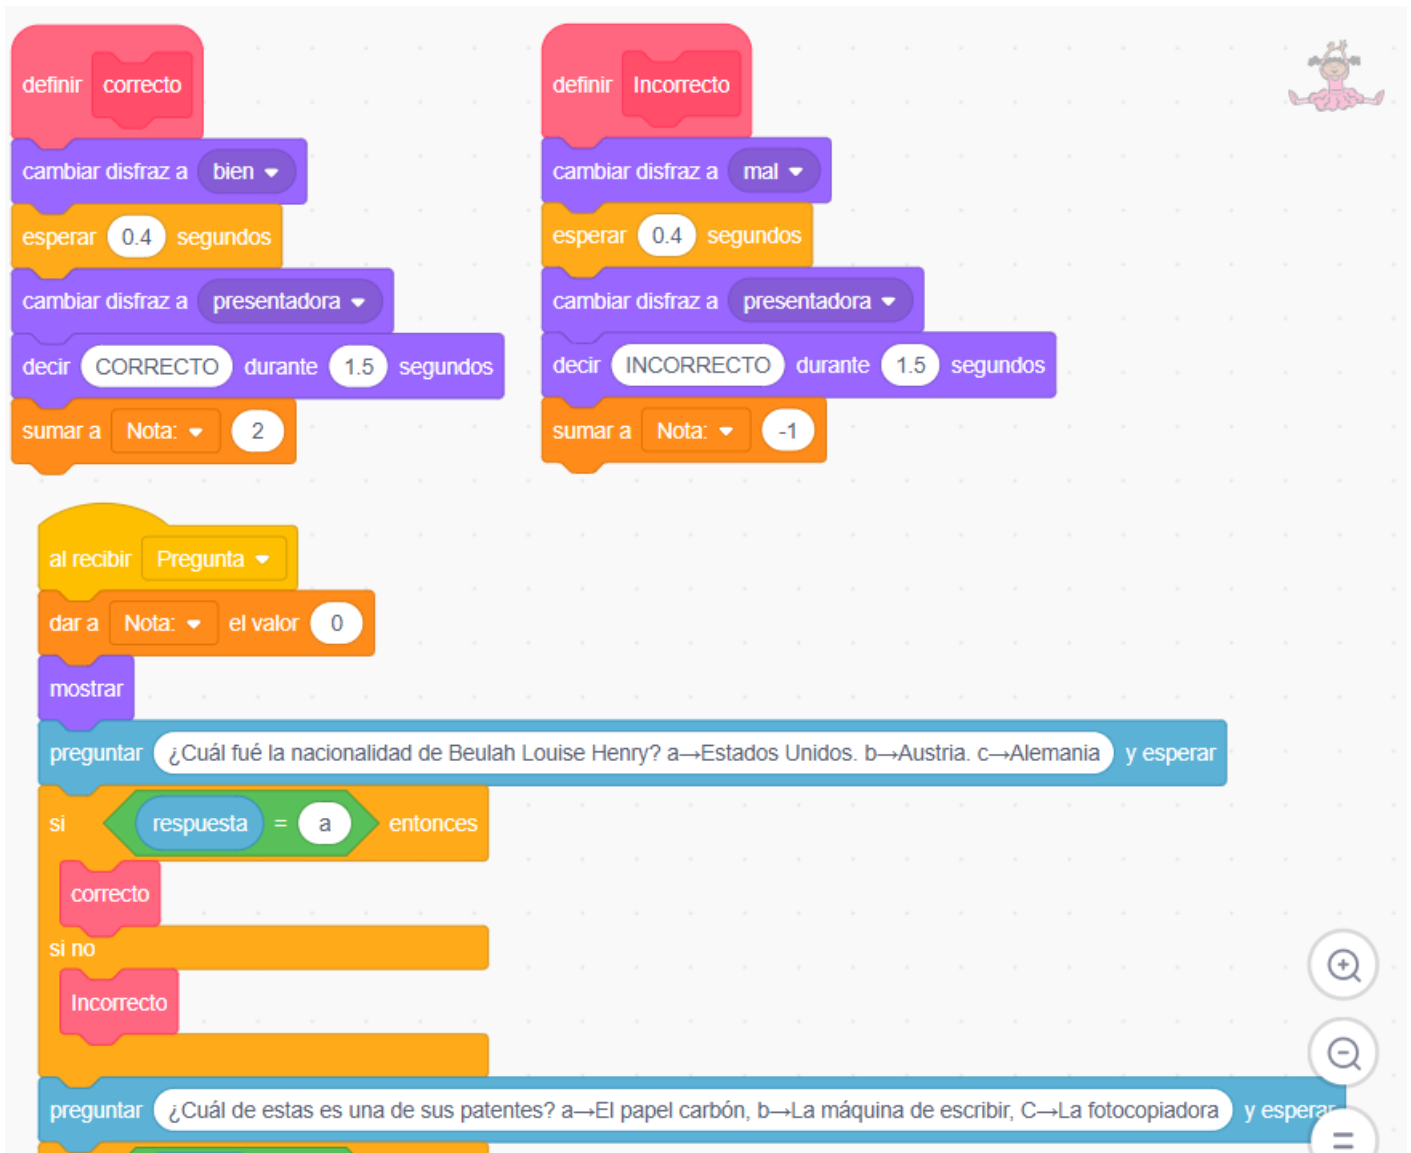 definir correcto
cambiar disfraz a bien
esperar 0.4 segundos
cambiar disfraz a presentadora
decir CORRECTO durante 1.5 segundos
sumar a Nota: 2
definir Incorrecto
cambiar disfraz a mal
esperar 0.4 segundos
cambiar disfraz a presentadora
decir INCORRECTO durante 1.5 segundos
sumar a Nota: -1
al recibir Pregunta
dar a Nota: el valor 0
mostrar
preguntar ¿Cuál fué la nacionalidad de Beulah Louise Henry? a→Estados Unidos. b→Austria. c→Alemania y esperar
si respuesta = a entonces
correcto
si no
Incorrecto
preguntar ¿Cuál de estas es una de sus patentes? a→El papel carbón, b→La máquina de escribir, C→La fotocopiadora y esperar